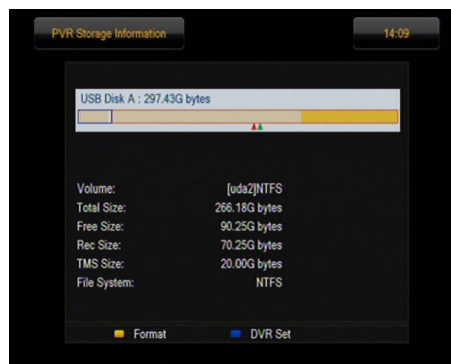 PVR Storage Information
14:09
USB Disk A : 297.43G bytes
Volume: [uda2]NTFS
Total Size: 266.18G bytes
Free Size: 90.25G bytes
Rec Size: 70.25G bytes
TMS Size: 20.00G bytes
File System: NTFS
Format DVR Set